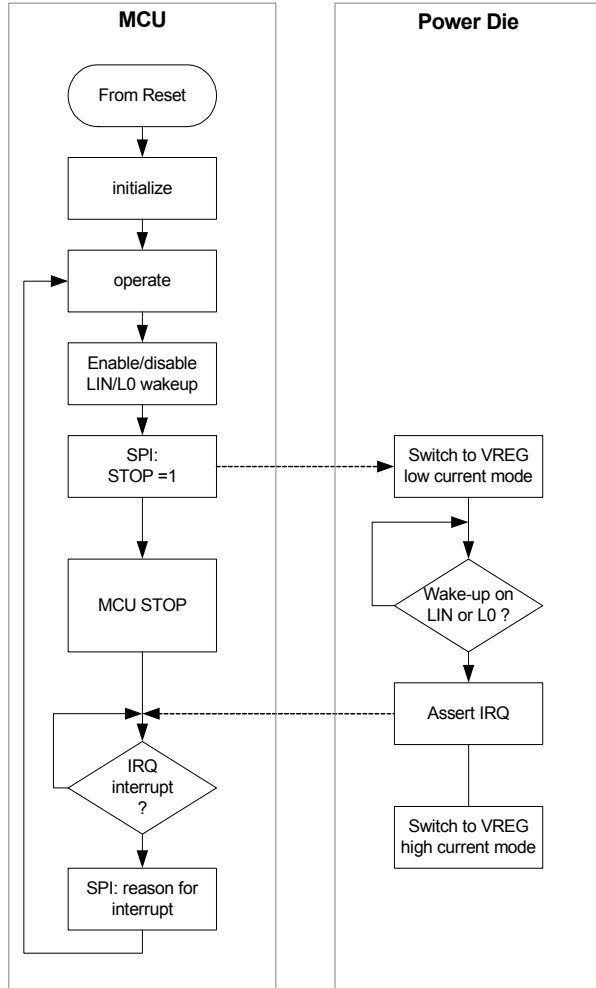 MCU
From Reset
initialize
operate
Enable/disable
LIN/L0 wakeup
SPI:
STOP =1
MCU STOP
IRQ
interrupt
?
SPI: reason for
interrupt
Power Die
Switch to VREG
low current mode
Wake-up on
LIN or L0 ?
Assert IRQ
Switch to VREG
high current mode